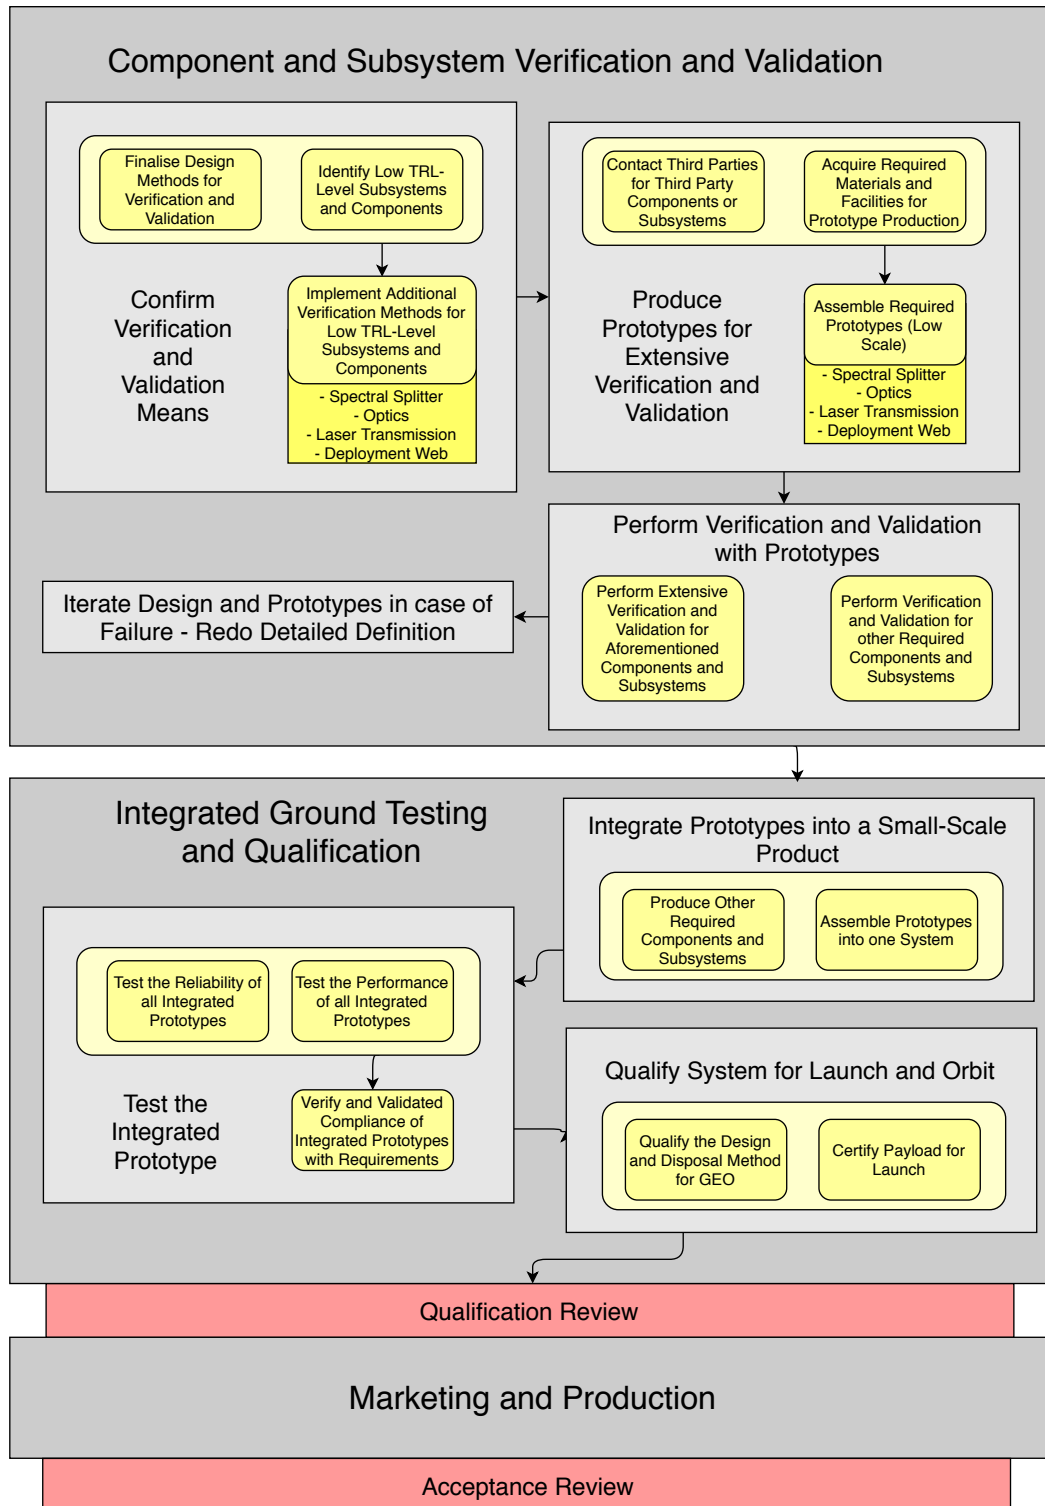 Component and Subsystem Verification and Validation
Finalise Design
Methods for
Verification and
Validation
Identify Low TRL-
Level Subsystems
and Components
Confirm
Verification
and
Validation
Means
Implement Additional
Verification Methods for
Low TRL-Level
Subsystems and
Components
- Spectral Splitter
- Optics
- Laser Transmission
- Deployment Web
Contact Third Parties
for Third Party
Components or
Subsystems
Acquire Required
Materials and
Facilities for
Prototype Production
Produce
Prototypes for
Extensive
Verification and
Validation
Assemble Required
Prototypes (Low
Scale)
- Spectral Splitter
- Optics
- Laser Transmission
- Deployment Web
Perform Verification and Validation
with Prototypes
Perform Extensive
Verification and
Validation for
Aforementioned
Components and
Subsystems
Perform Verification
and Validation for
other Required
Components and
Subsystems
Iterate Design and Prototypes in case of
Failure - Redo Detailed Definition
Integrated Ground Testing
and Qualification
Integrate Prototypes into a Small-Scale
Product
Produce Other
Required
Components and
Subsystems
Assemble Prototypes
into one System
Test the Reliability of
all Integrated
Prototypes
Test the Performance
of all Integrated
Prototypes
Test the
Integrated
Prototype
Verify and Validated
Compliance of
Integrated Prototypes
with Requirements
Qualify System for Launch and Orbit
Qualify the Design
and Disposal Method
for GEO
Certify Payload for
Launch
Qualification Review
Marketing and Production
Acceptance Review